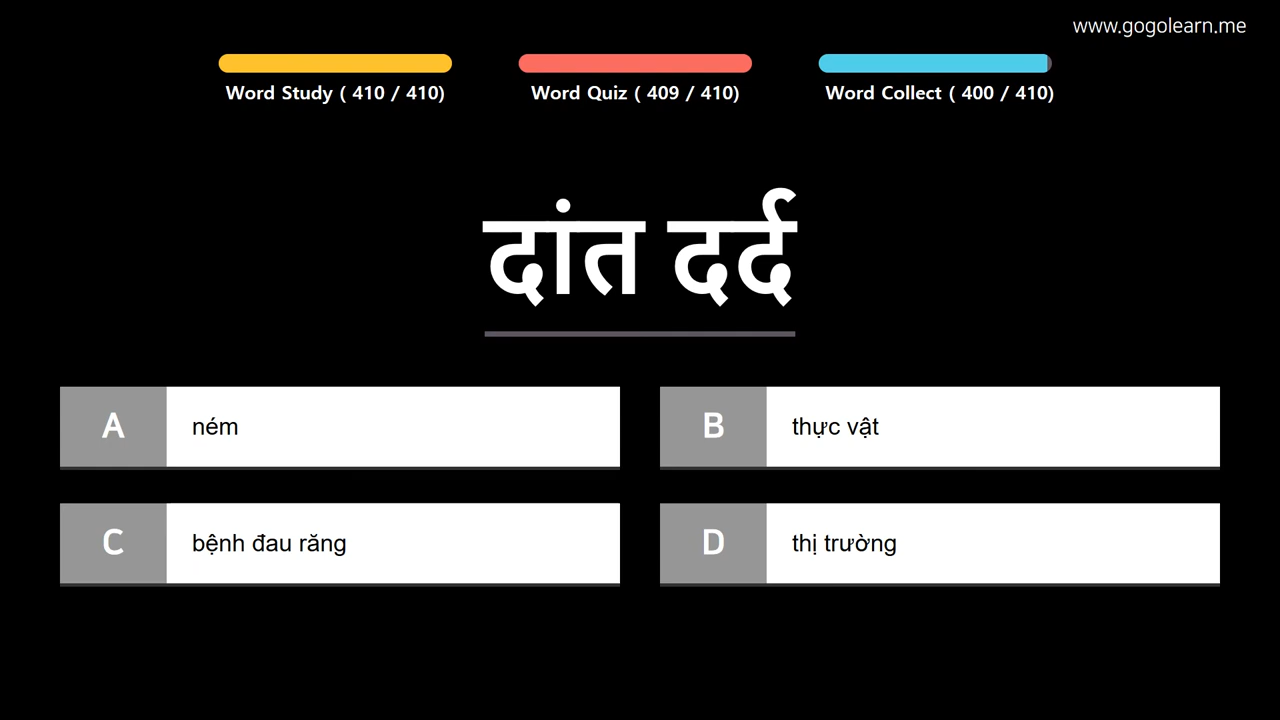 www.gogolearn.me
Word Study ( 410 / 410)
Word Quiz ( 409 / 410)
Word Collect ( 400 / 410)
दांत दर्द
A ném
B thực vật
C bệnh đau răng
D thị trường